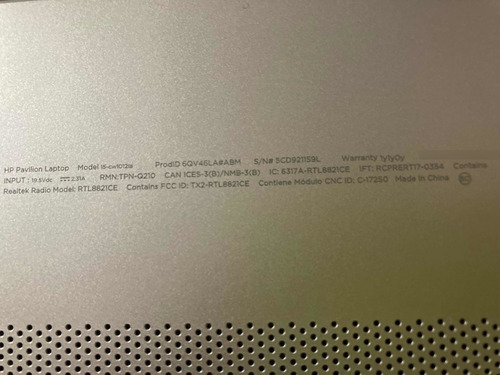 HP Pavilion Laptop Model 15-cw1012la ProdID 6QV46LA#ABM S/N# 5CD921159L Warranty 1y1y0y
INPUT: 19.5Vdc 2.31A RMN:TPN-Q210 CAN ICES-3(B)/NMB-3(B) IC: 6317A-RTL8821CE IFT: RCPRERT17-0354 Contains
Realtek Radio Model: RTL8821CE Contains FCC ID: TX2-RTL8821CE Contiene Módulo CNC ID: C-17250 Made in China